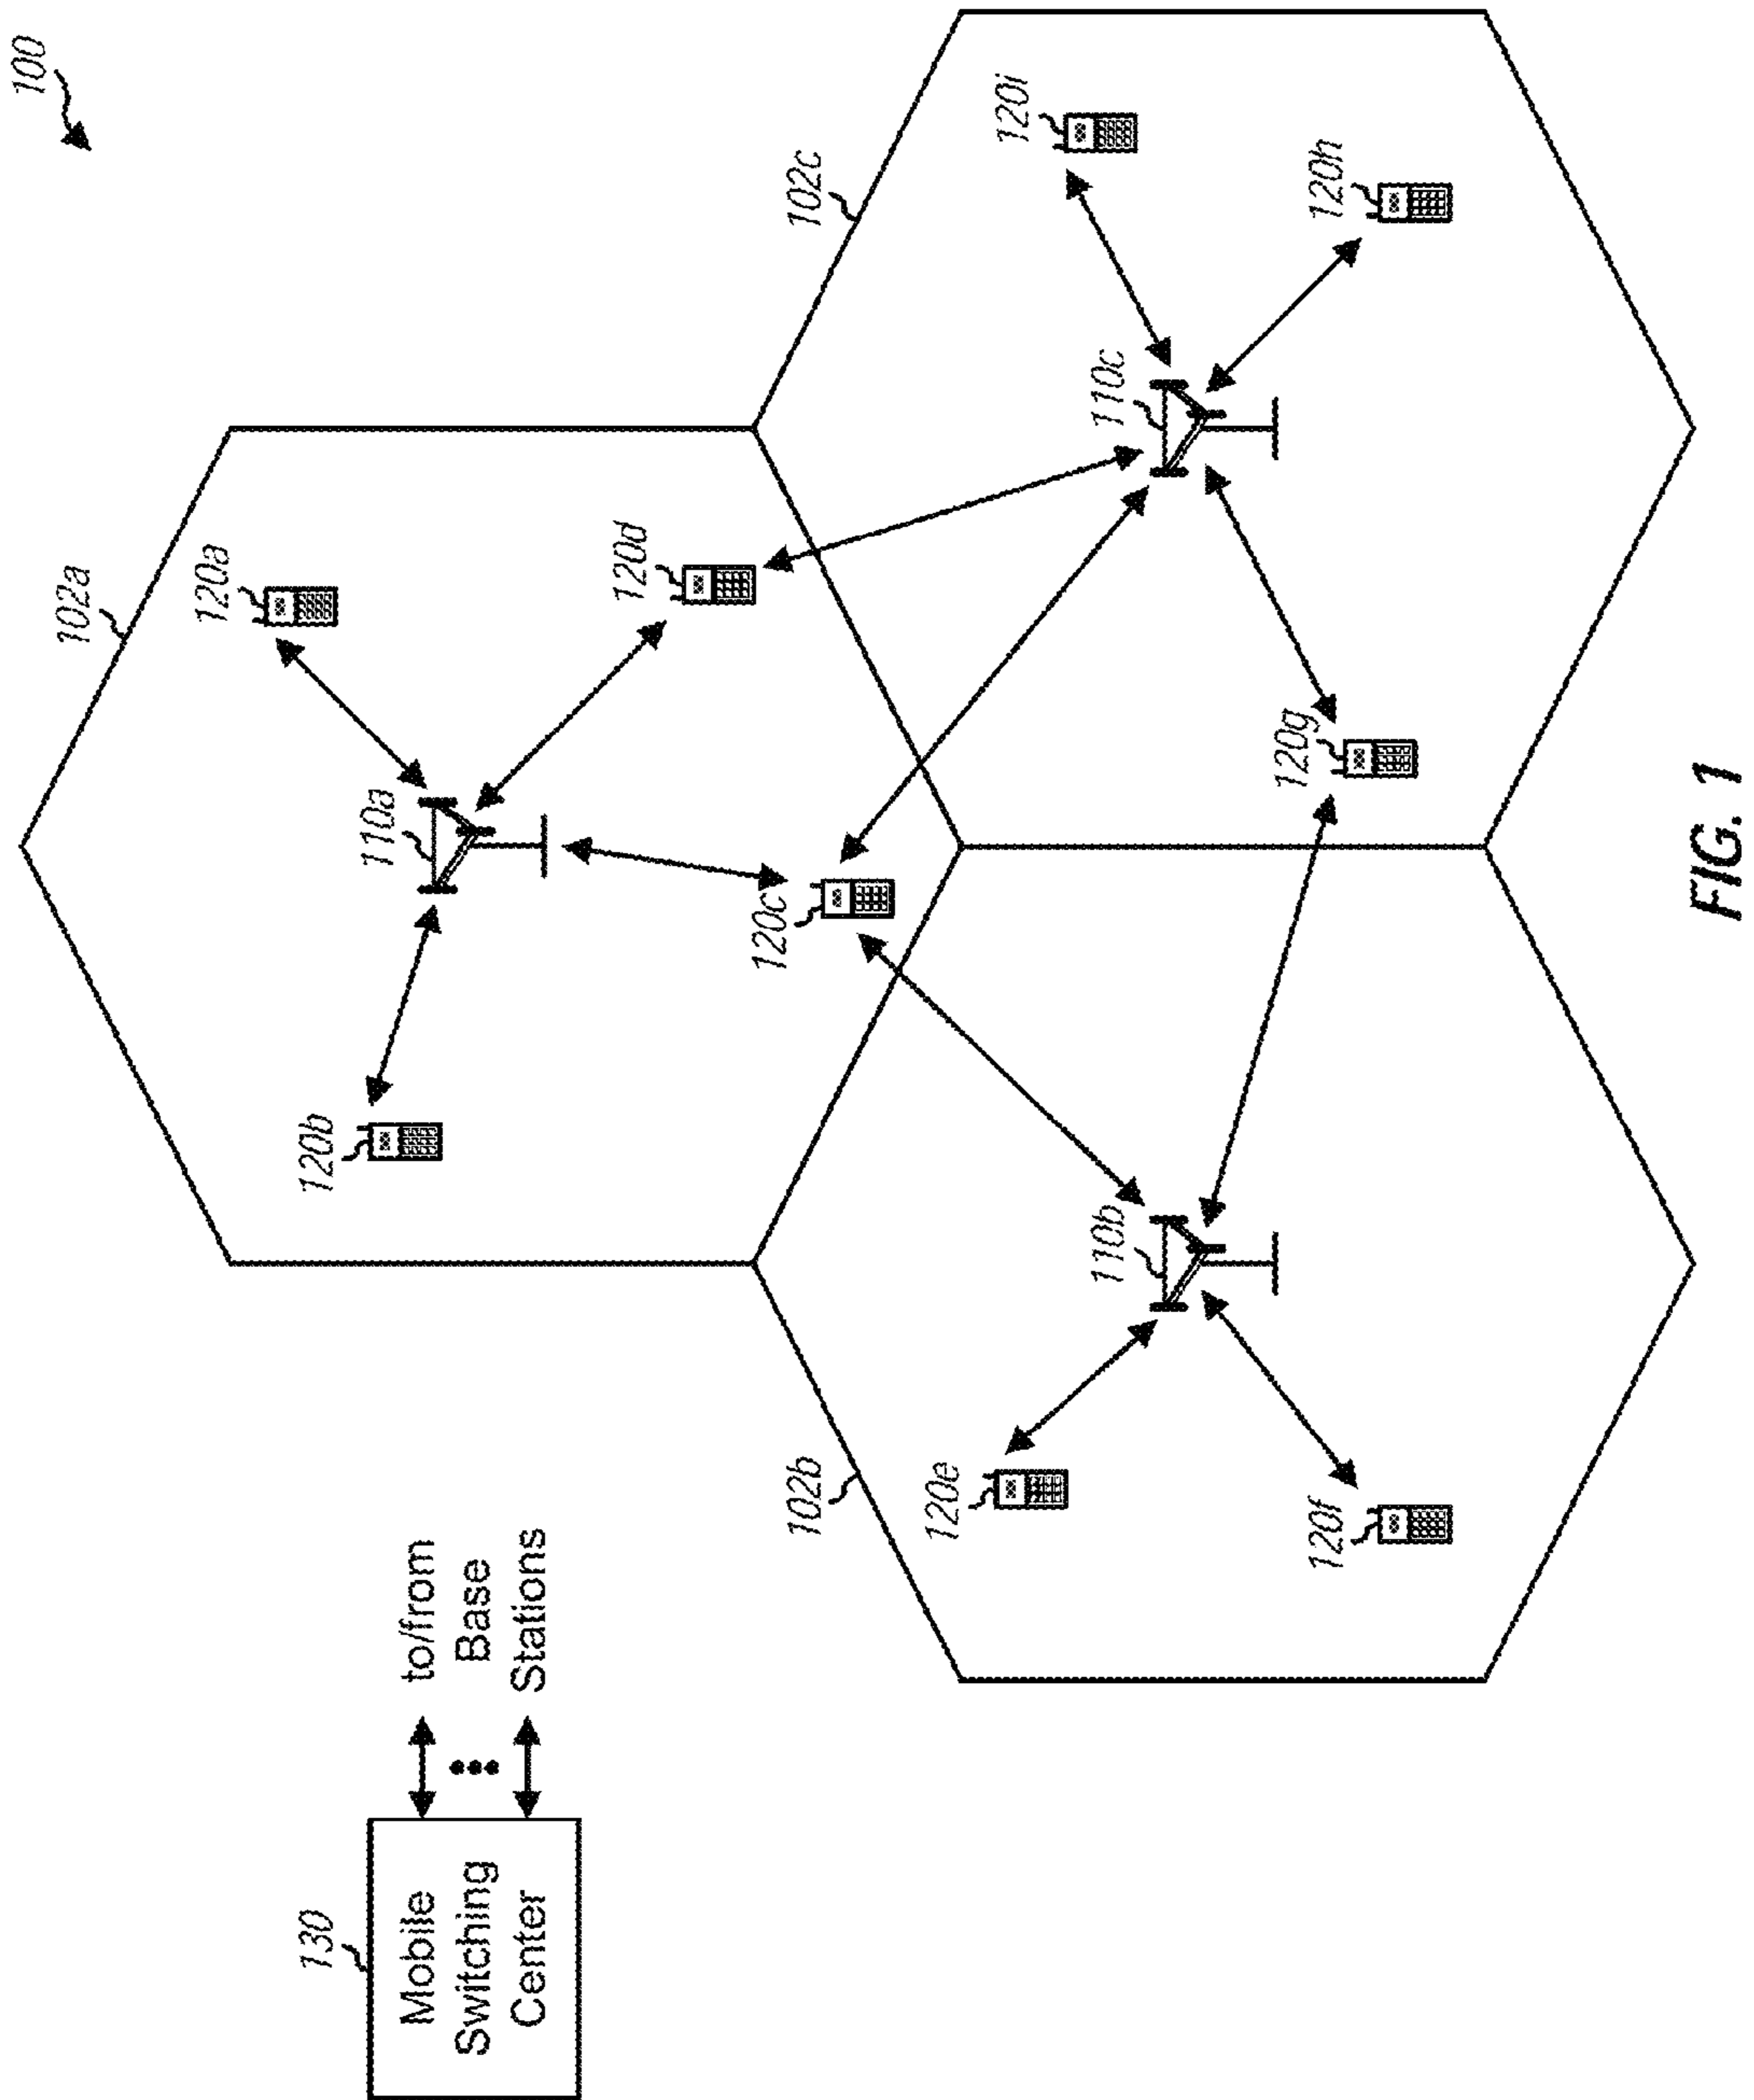 100
130
Mobile
Switching
Center
to/from
Base
Stations
102a
120a
110a
120b
120d
120c
102b
102c
120e
110b
120f
110c
120i
120g
120h
FIG. 1